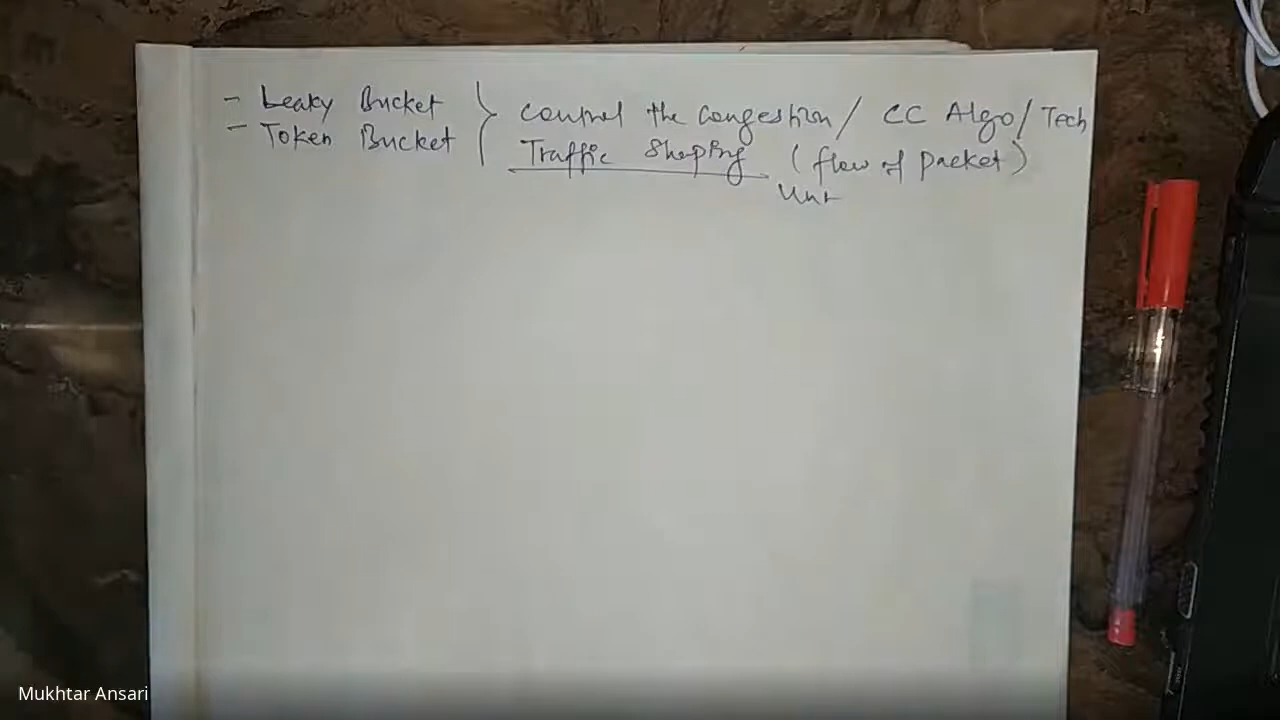 - Leaky Bucket
- Token Bucket
Control the Congestion / CC Algo / Tech
Traffic Shaping (flow of packet)
Mukhtar Ansari